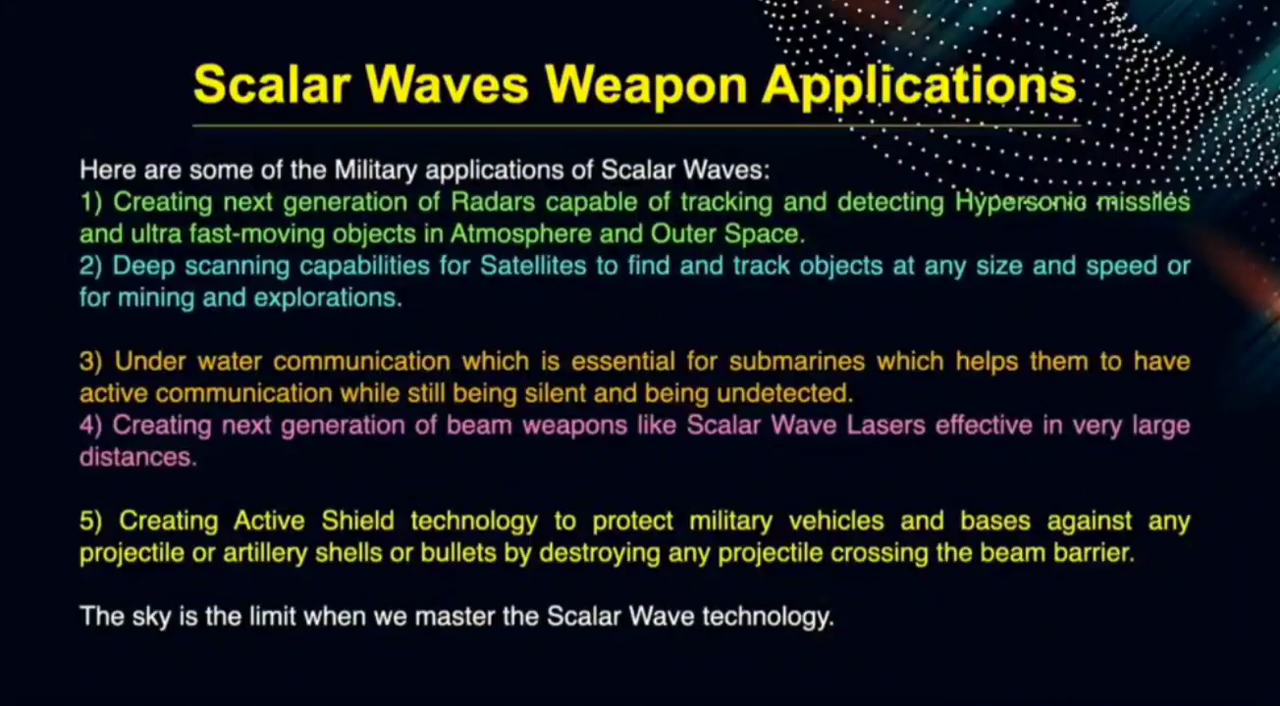 Scalar Waves Weapon Applications
Here are some of the Military applications of Scalar Waves:
1) Creating next generation of Radars capable of tracking and detecting Hypersonic missiles
and ultra fast-moving objects in Atmosphere and Outer Space.
2) Deep scanning capabilities for Satellites to find and track objects at any size and speed or
for mining and explorations.
3) Under water communication which is essential for submarines which helps them to have
active communication while still being silent and being undetected.
4) Creating next generation of beam weapons like Scalar Wave Lasers effective in very large
distances.
5) Creating Active Shield technology to protect military vehicles and bases against any
projectile or artillery shells or bullets by destroying any projectile crossing the beam barrier.
The sky is the limit when we master the Scalar Wave technology.